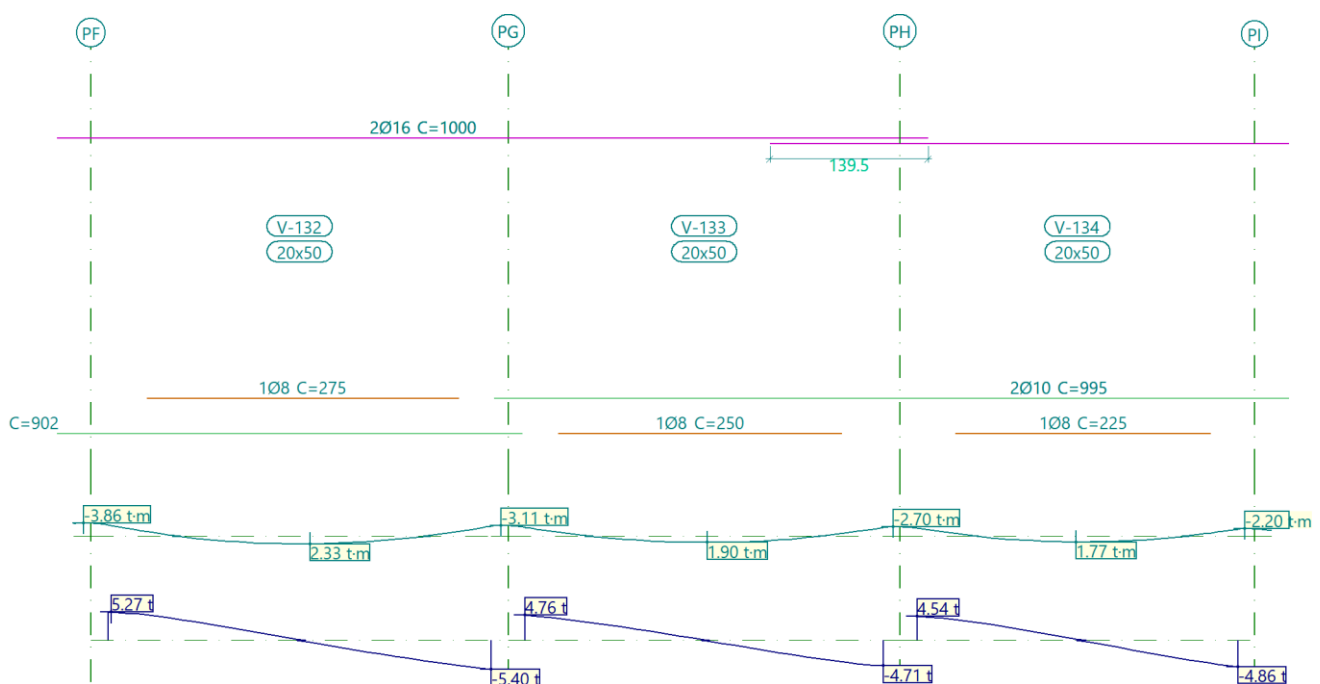 PF
PG
PH
PI
2Ø16 C=1000
139.5
V-132
20x50
V-133
20x50
V-134
20x50
1Ø8 C=275
2Ø10 C=995
C=902
1Ø8 C=250
1Ø8 C=225
-3.86 t·m
-3.11 t·m
-2.70 t·m
-2.20 t·m
2.33 t·m
1.90 t·m
1.77 t·m
5.27 t
4.76 t
4.54 t
-5.40 t
-4.71 t
-4.86 t